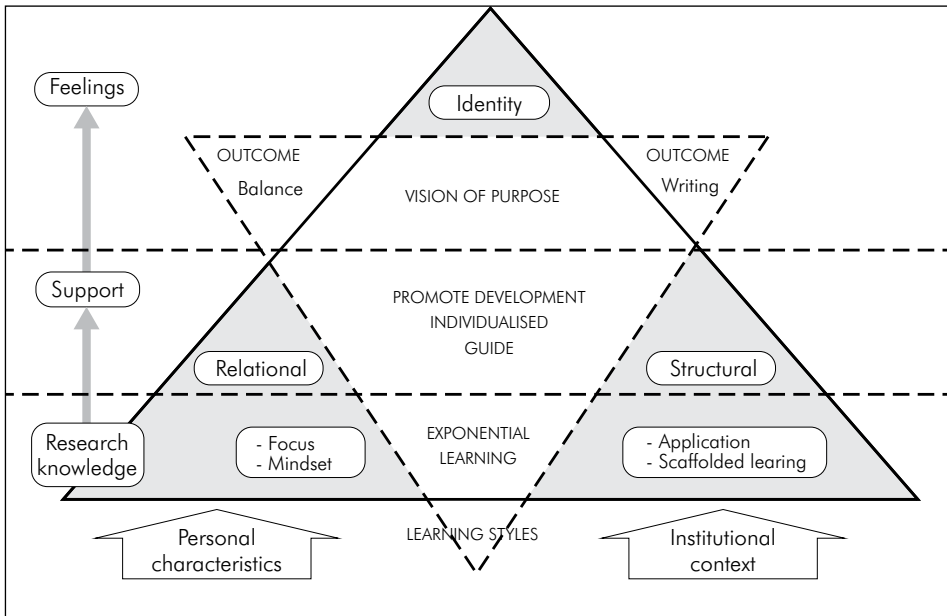 Feelings
Identity
OUTCOME
Balance
OUTCOME
Writing
VISION OF PURPOSE
Support
PROMOTE DEVELOPMENT
INDIVIDUALISED
GUIDE
Relational
Structural
Research
knowledge
- Focus
- Mindset
EXPONENTIAL
LEARNING
- Application
- Scaffolded learing
Personal
characteristics
LEARNING STYLES
Institutional
context